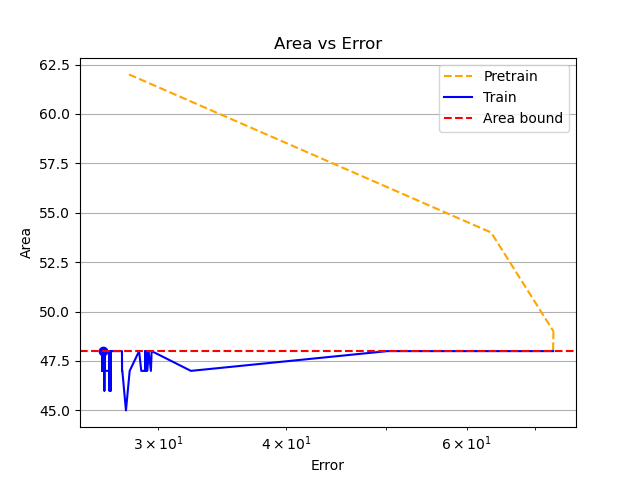 Area vs Error
Pretrain
Train
Area bound
62.5
60.0
57.5
55.0
52.5
50.0
47.5
45.0
Area
3 × 10¹
4 × 10¹
6 × 10¹
Error